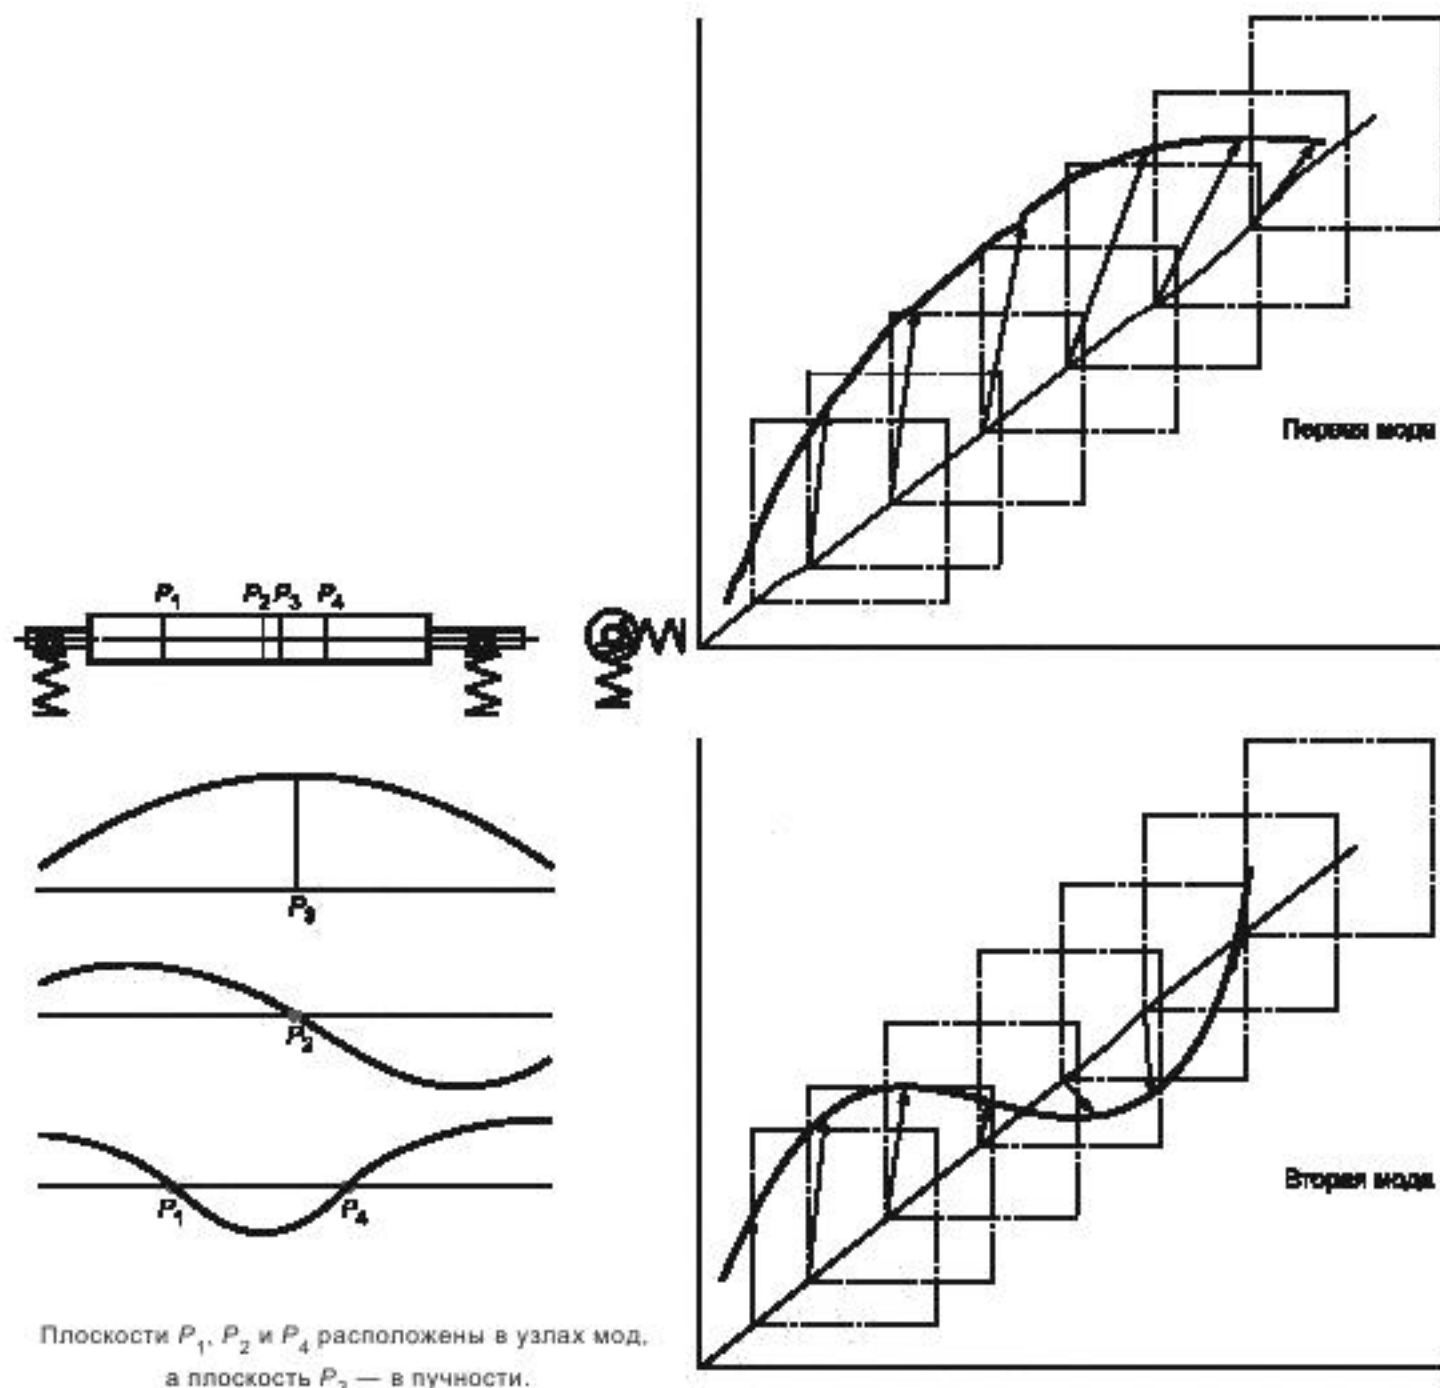 P1 P2 P3 P4
P3
P2
P1 P4
Плоскости P1, P2 и P4 расположены в узлах мод,
а плоскость P3 — в пучности.
Первая мода
Вторая мода